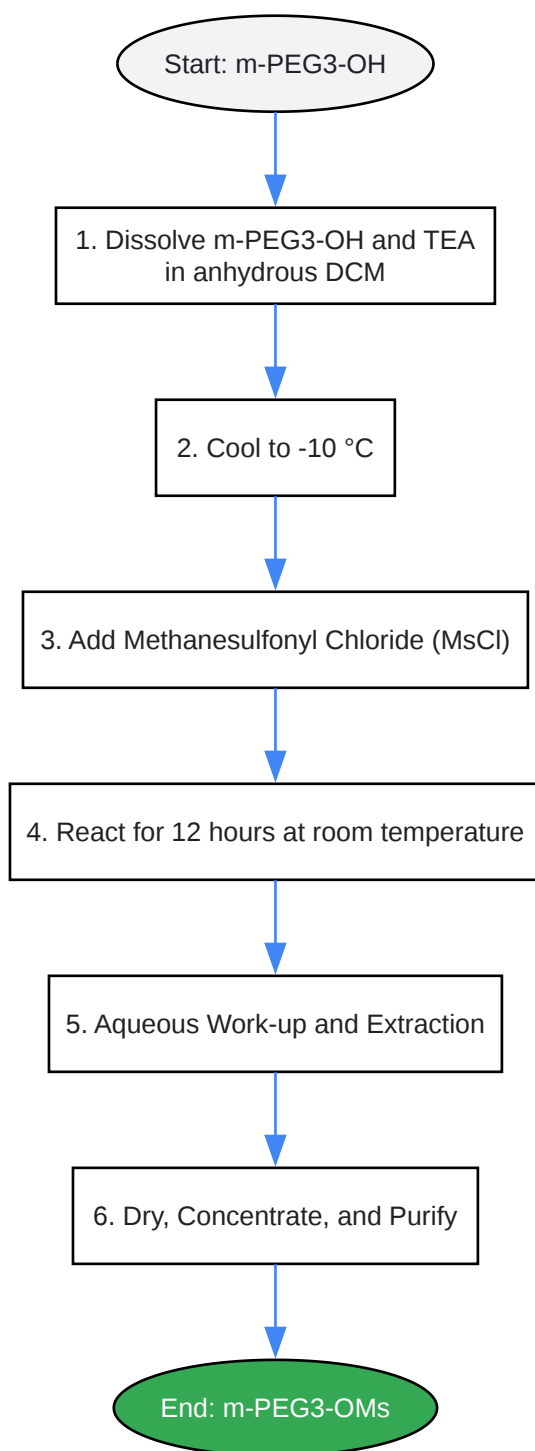 Start: m-PEG3-OH
1. Dissolve m-PEG3-OH and TEA
in anhydrous DCM
2. Cool to -10 °C
3. Add Methanesulfonyl Chloride (MsCl)
4. React for 12 hours at room temperature
5. Aqueous Work-up and Extraction
6. Dry, Concentrate, and Purify
End: m-PEG3-OMs